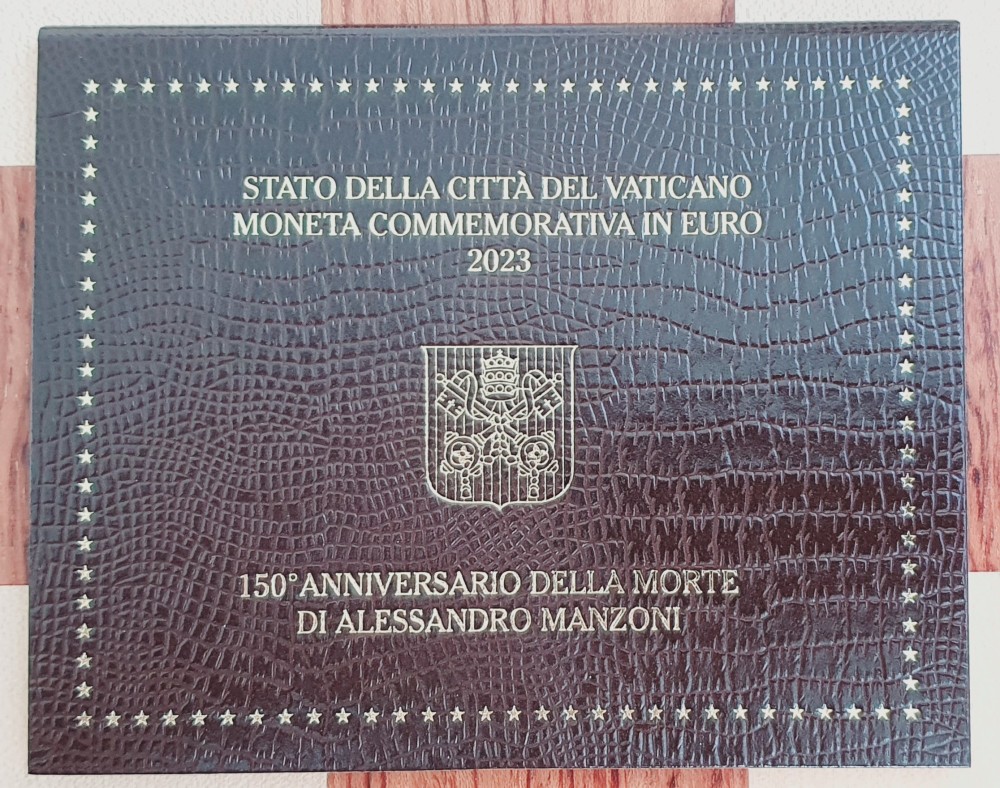 STATO DELLA CITTÀ DEL VATICANO
MONETA COMMEMORATIVA IN EURO
2023
150° ANNIVERSARIO DELLA MORTE
DI ALESSANDRO MANZONI